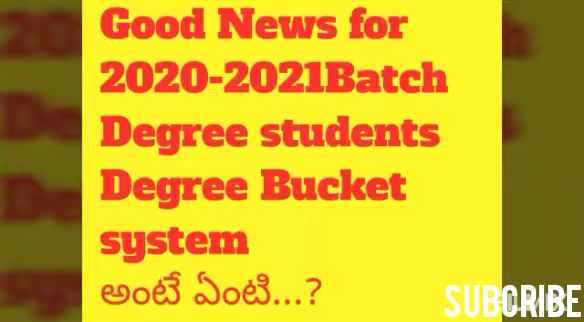 Good News for
2020-2021Batch
Degree students
Degree Bucket
system
అంటే ఏంటి...?
SUBCRIBE